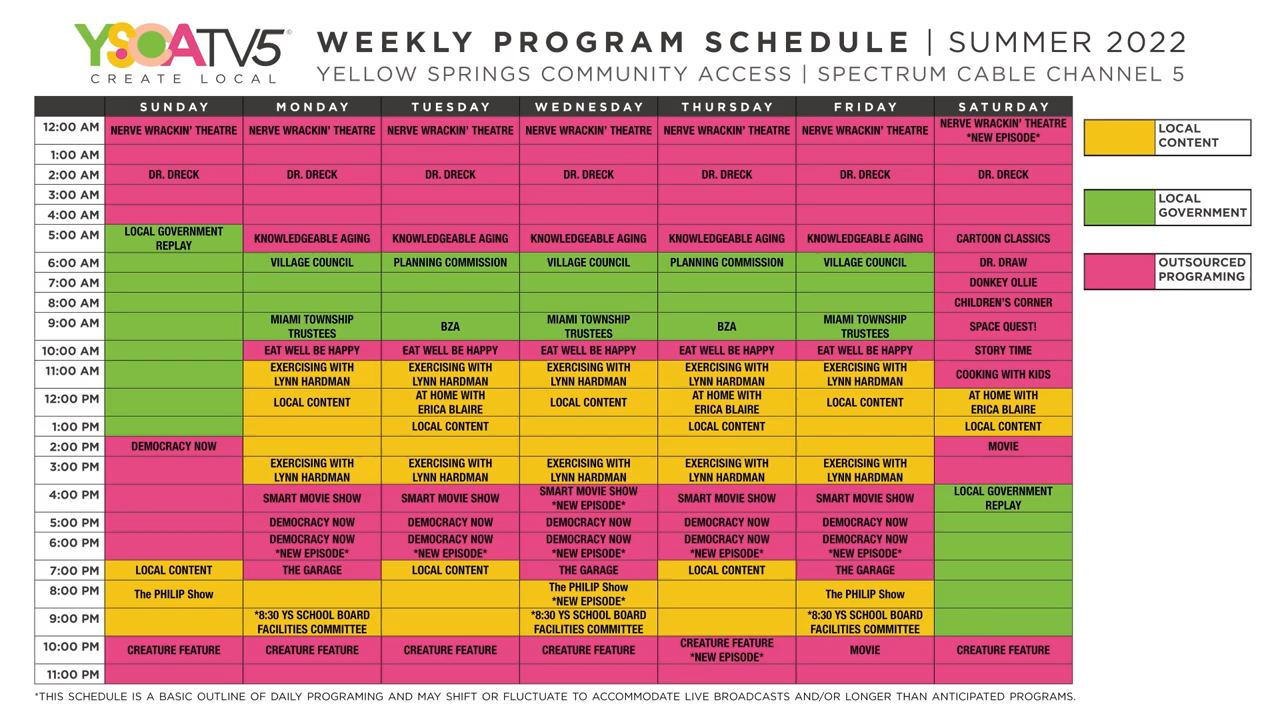 YSCATV5
CREATE LOCAL
WEEKLY PROGRAM SCHEDULE | SUMMER 2022
YELLOW SPRINGS COMMUNITY ACCESS | SPECTRUM CABLE CHANNEL 5
SUNDAY MONDAY TUESDAY WEDNESDAY THURSDAY FRIDAY SATURDAY
12:00 AM NERVE WRACKIN' THEATRE NERVE WRACKIN' THEATRE NERVE WRACKIN' THEATRE NERVE WRACKIN' THEATRE NERVE WRACKIN' THEATRE NERVE WRACKIN' THEATRE NERVE WRACKIN' THEATRE
*NEW EPISODE*
1:00 AM
2:00 AM DR. DRECK DR. DRECK DR. DRECK DR. DRECK DR. DRECK DR. DRECK DR. DRECK
3:00 AM
4:00 AM
5:00 AM LOCAL GOVERNMENT
REPLAY KNOWLEDGEABLE AGING KNOWLEDGEABLE AGING KNOWLEDGEABLE AGING KNOWLEDGEABLE AGING KNOWLEDGEABLE AGING CARTOON CLASSICS
6:00 AM VILLAGE COUNCIL PLANNING COMMISSION VILLAGE COUNCIL PLANNING COMMISSION VILLAGE COUNCIL DR. DRAW
7:00 AM DONKEY OLLIE
8:00 AM CHILDREN'S CORNER
9:00 AM MIAMI TOWNSHIP
TRUSTEES BZA MIAMI TOWNSHIP
TRUSTEES BZA MIAMI TOWNSHIP
TRUSTEES SPACE QUEST!
10:00 AM EAT WELL BE HAPPY EAT WELL BE HAPPY EAT WELL BE HAPPY EAT WELL BE HAPPY EAT WELL BE HAPPY STORY TIME
11:00 AM EXERCISING WITH
LYNN HARDMAN EXERCISING WITH
LYNN HARDMAN EXERCISING WITH
LYNN HARDMAN EXERCISING WITH
LYNN HARDMAN EXERCISING WITH
LYNN HARDMAN COOKING WITH KIDS
12:00 PM LOCAL CONTENT AT HOME WITH
ERICA BLAIRE LOCAL CONTENT AT HOME WITH
ERICA BLAIRE LOCAL CONTENT AT HOME WITH
ERICA BLAIRE
1:00 PM LOCAL CONTENT LOCAL CONTENT LOCAL CONTENT
2:00 PM DEMOCRACY NOW MOVIE
3:00 PM EXERCISING WITH
LYNN HARDMAN EXERCISING WITH
LYNN HARDMAN EXERCISING WITH
LYNN HARDMAN EXERCISING WITH
LYNN HARDMAN EXERCISING WITH
LYNN HARDMAN
4:00 PM SMART MOVIE SHOW SMART MOVIE SHOW SMART MOVIE SHOW
*NEW EPISODE* SMART MOVIE SHOW SMART MOVIE SHOW LOCAL GOVERNMENT
REPLAY
5:00 PM DEMOCRACY NOW DEMOCRACY NOW DEMOCRACY NOW DEMOCRACY NOW DEMOCRACY NOW
6:00 PM DEMOCRACY NOW
*NEW EPISODE* DEMOCRACY NOW
*NEW EPISODE* DEMOCRACY NOW
*NEW EPISODE* DEMOCRACY NOW
*NEW EPISODE* DEMOCRACY NOW
*NEW EPISODE*
7:00 PM LOCAL CONTENT THE GARAGE LOCAL CONTENT THE GARAGE LOCAL CONTENT THE GARAGE
8:00 PM The PHILIP Show The PHILIP Show
*NEW EPISODE* The PHILIP Show
9:00 PM *8:30 YS SCHOOL BOARD
FACILITIES COMMITTEE *8:30 YS SCHOOL BOARD
FACILITIES COMMITTEE *8:30 YS SCHOOL BOARD
FACILITIES COMMITTEE
10:00 PM CREATURE FEATURE CREATURE FEATURE CREATURE FEATURE CREATURE FEATURE CREATURE FEATURE
*NEW EPISODE* MOVIE CREATURE FEATURE
11:00 PM
LOCAL
CONTENT
LOCAL
GOVERNMENT
OUTSOURCED
PROGRAMING
*THIS SCHEDULE IS A BASIC OUTLINE OF DAILY PROGRAMING AND MAY SHIFT OR FLUCTUATE TO ACCOMMODATE LIVE BROADCASTS AND/OR LONGER THAN ANTICIPATED PROGRAMS.